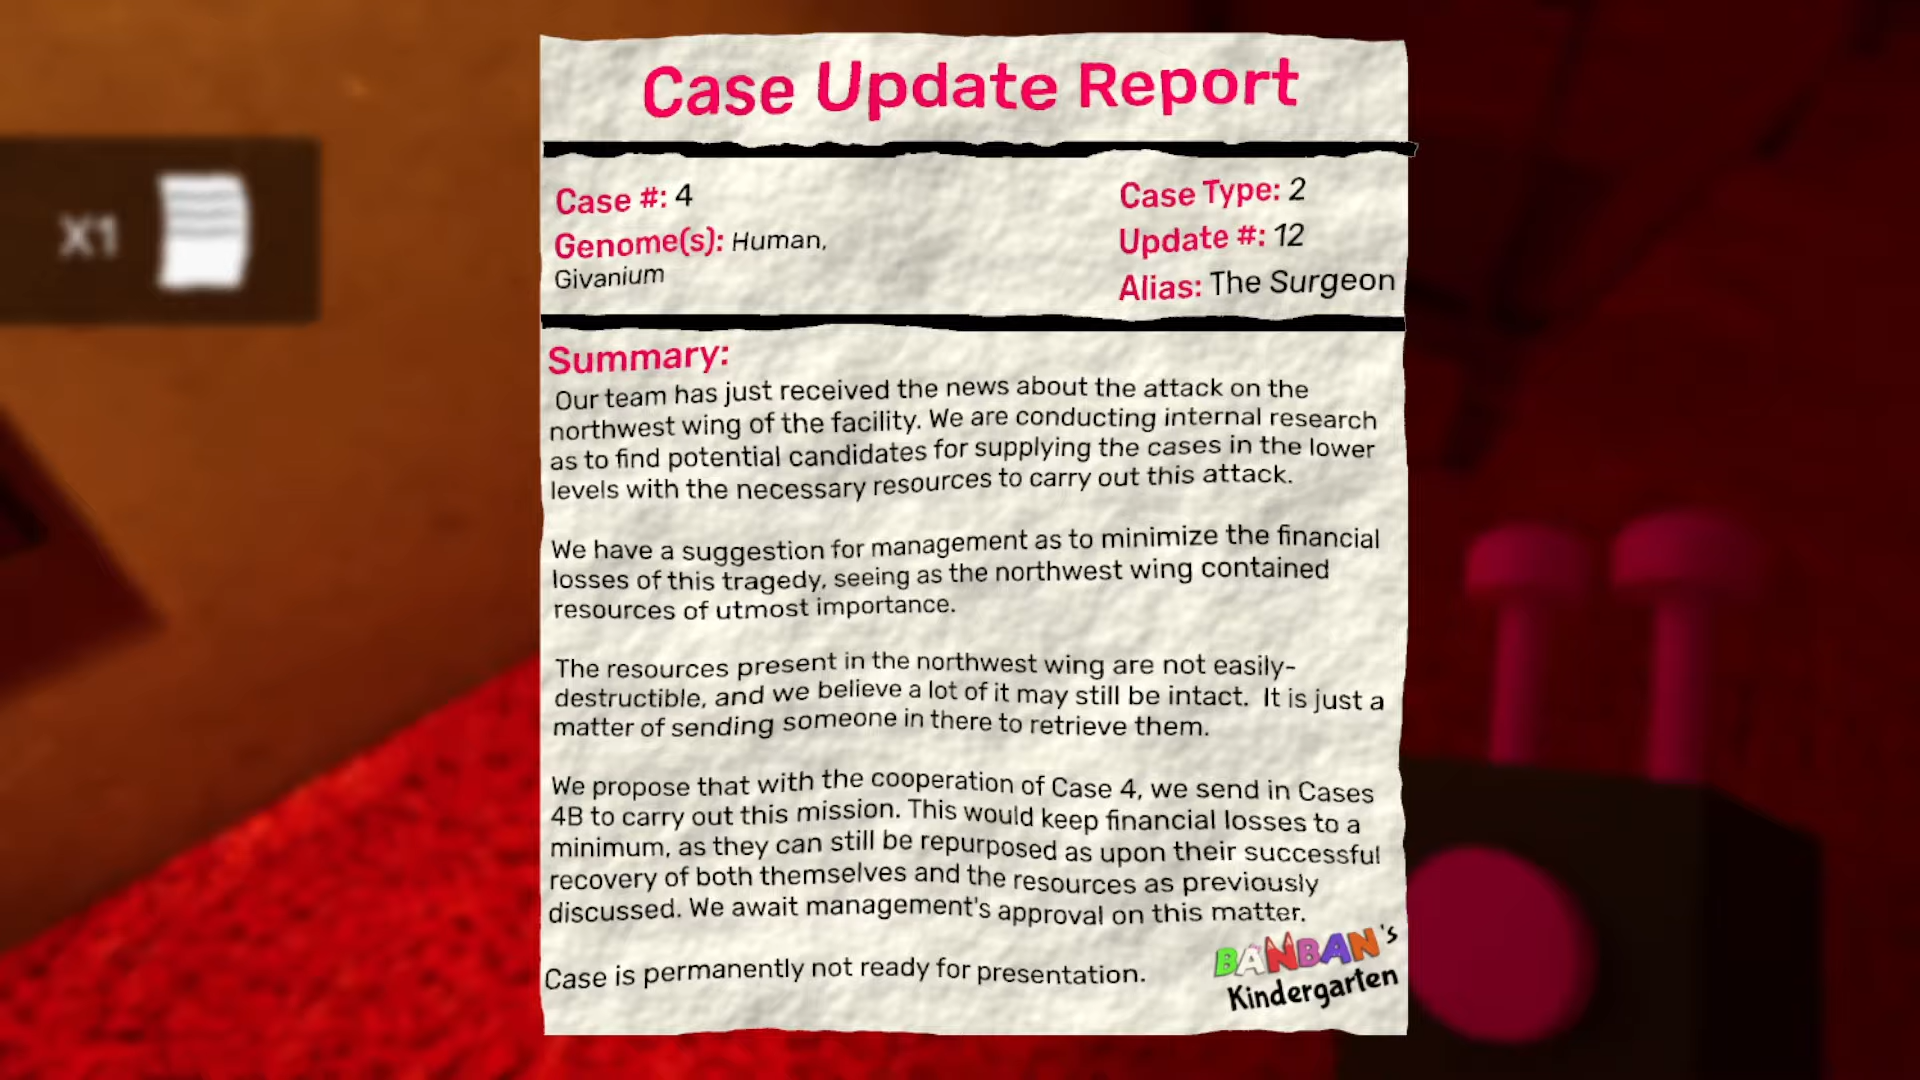 Case Update Report
X1
Case #: 4
Genome(s): Human,
Givanium
Case Type: 2
Update #: 12
Alias: The Surgeon
Summary:
Our team has just received the news about the attack on the
northwest wing of the facility. We are conducting internal research
as to find potential candidates for supplying the cases in the lower
levels with the necessary resources to carry out this attack.
We have a suggestion for management as to minimize the financial
losses of this tragedy, seeing as the northwest wing contained
resources of utmost importance.
The resources present in the northwest wing are not easily-
destructible, and we believe a lot of it may still be intact. It is just a
matter of sending someone in there to retrieve them.
We propose that with the cooperation of Case 4, we send in Cases
4B to carry out this mission. This would keep financial losses to a
minimum, as they can still be repurposed as upon their successful
recovery of both themselves and the resources as previously
discussed. We await management's approval on this matter.
Case is permanently not ready for presentation.
BANBAN's
Kindergarten